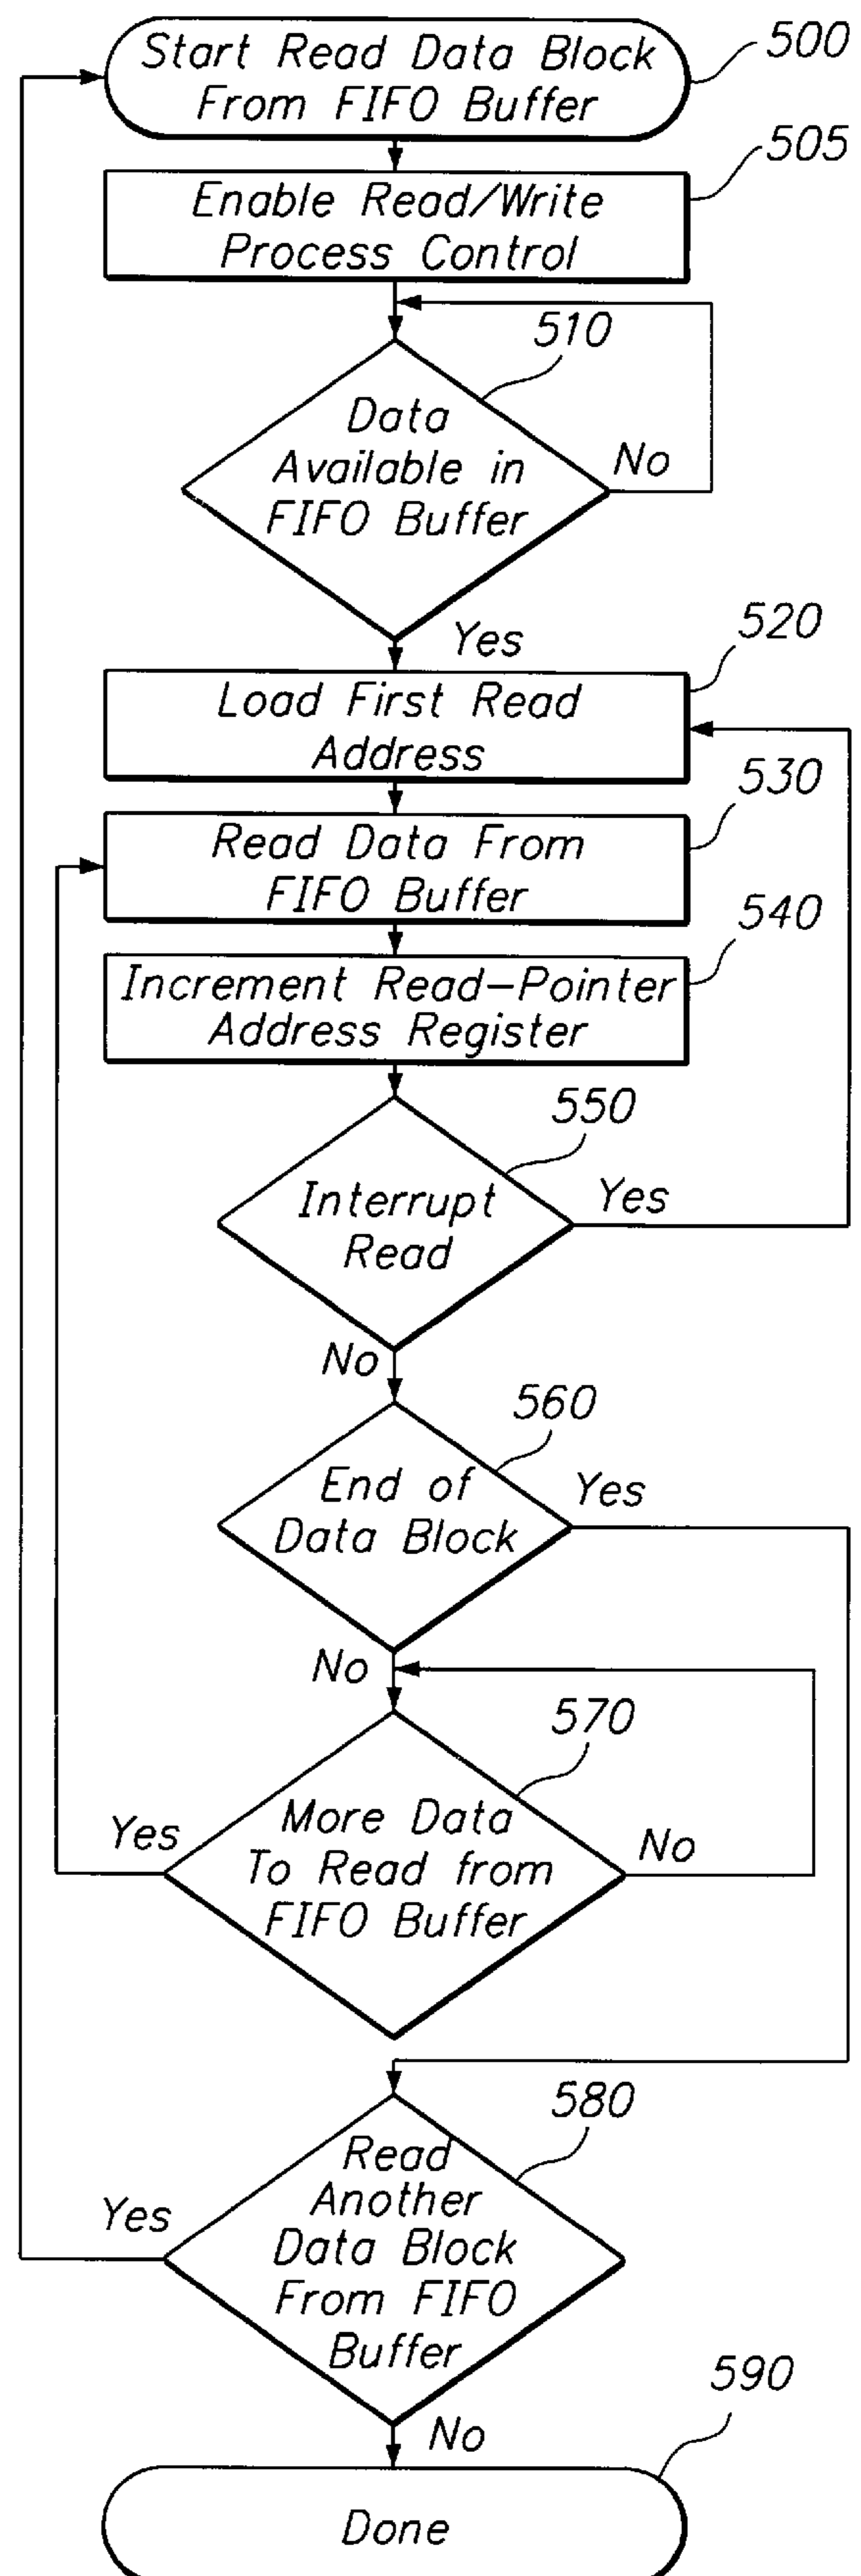 Start Read Data Block
From FIFO Buffer
500
505
Enable Read/Write
Process Control
510
Data
Available in
FIFO Buffer
No
Yes
520
Load First Read
Address
530
Read Data From
FIFO Buffer
540
Increment Read-Pointer
Address Register
550
Interrupt
Read
Yes
No
560
End of
Data Block
Yes
No
570
More Data
To Read from
FIFO Buffer
Yes
No
580
Read
Another
Data Block
From FIFO
Buffer
Yes
590
No
Done